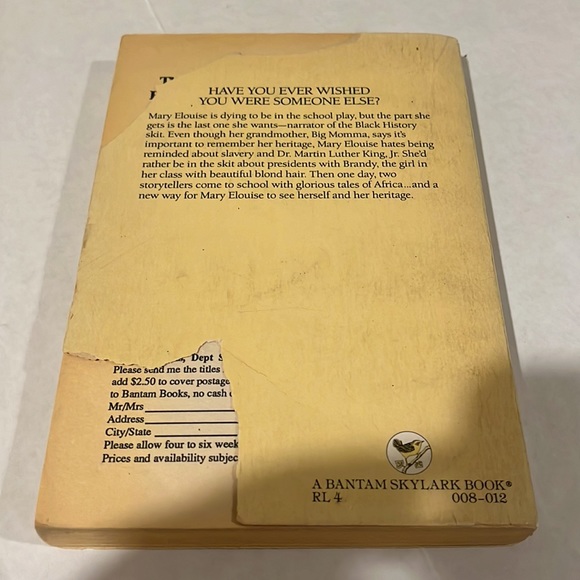 HAVE YOU EVER WISHED
YOU WERE SOMEONE ELSE?
Mary Elouise is dying to be in the school play, but the part she
gets is the last one she wants—narrator of the Black History
skit. Even though her grandmother, Big Momma, says it's
important to remember her heritage, Mary Elouise hates being
reminded about slavery and Dr. Martin Luther King, Jr. She'd
rather be in the skit about presidents with Brandy, the girl in
her class with beautiful blond hair. Then one day, two
storytellers come to school with glorious tales of Africa...and a
new way for Mary Elouise to see herself and her heritage.
Dept
Please send me the titles
add $2.50 to cover postage
to Bantam Books, no cash
Mr/Mrs
Address
City/State
Please allow four to six
Prices and availability
A BANTAM SKYLARK BOOK®
RL 4 008-012